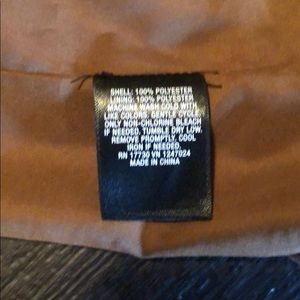 SHELL: 100% POLYESTER
LINING: 100% POLYESTER
MACHINE WASH COLD WITH
LIKE COLORS. GENTLE CYCLE.
ONLY NON-CHLORINE BLEACH
IF NEEDED. TUMBLE DRY LOW.
REMOVE PROMPTLY. COOL
IRON IF NEEDED.
RN 17730 VN 1247024
MADE IN CHINA